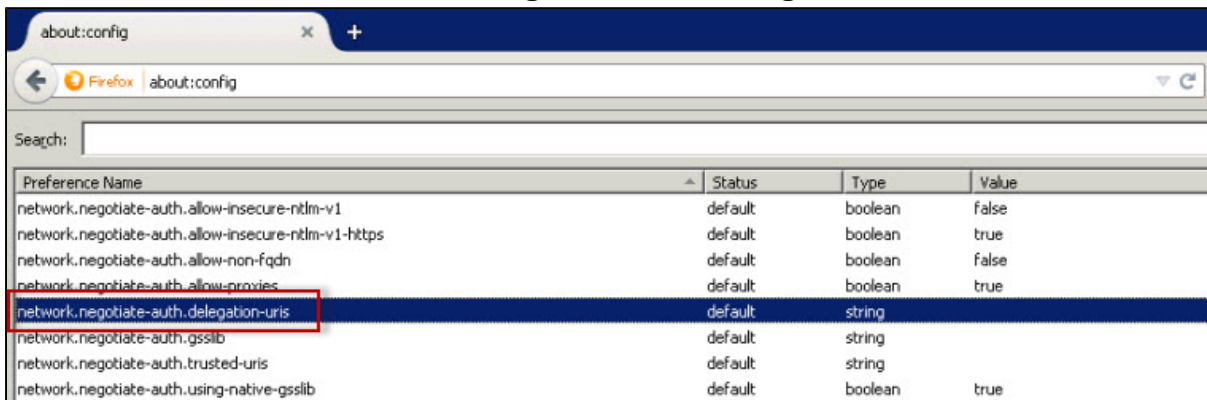 about:config
Firefox about:config
Search:
Preference Name Status Type Value
network.negotiate-auth.allow-insecure-ntlm-v1 default boolean false
network.negotiate-auth.allow-insecure-ntlm-v1-https default boolean true
network.negotiate-auth.allow-non-fqdn default boolean false
network.negotiate-auth.allow-proxies default boolean true
network.negotiate-auth.delegation-uris default string
network.negotiate-auth.gsslib default string
network.negotiate-auth.trusted-uris default string
network.negotiate-auth.using-native-gsslib default boolean true